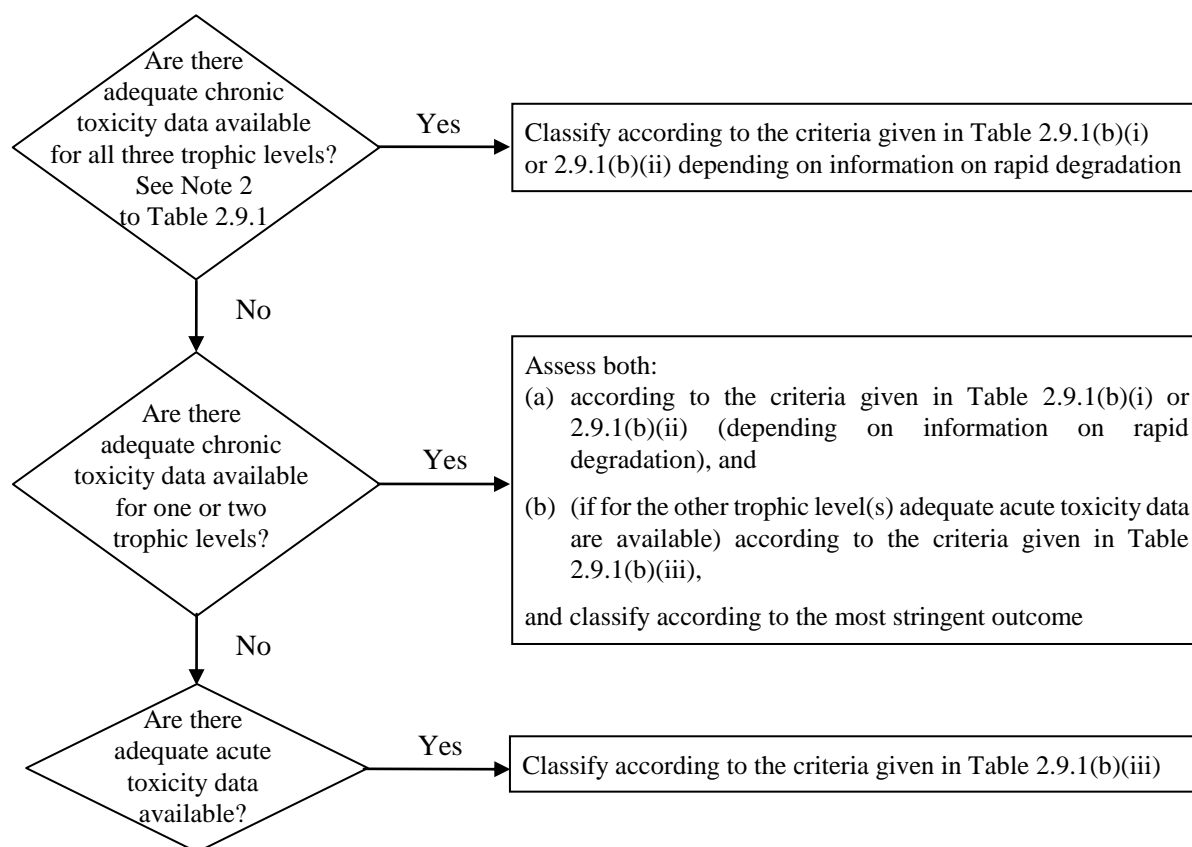 Are there
adequate chronic
toxicity data available
for all three trophic levels?
See Note 2
to Table 2.9.1
Yes
Classify according to the criteria given in Table 2.9.1(b)(i)
or 2.9.1(b)(ii) depending on information on rapid degradation
No
Are there
adequate chronic
toxicity data available
for one or two
trophic levels?
Yes
Assess both:
(a) according to the criteria given in Table 2.9.1(b)(i) or
2.9.1(b)(ii) (depending on information on rapid
degradation), and
(b) (if for the other trophic level(s) adequate acute toxicity data
are available) according to the criteria given in Table
2.9.1(b)(iii),
and classify according to the most stringent outcome
No
Are there
adequate acute
toxicity data
available?
Yes
Classify according to the criteria given in Table 2.9.1(b)(iii)